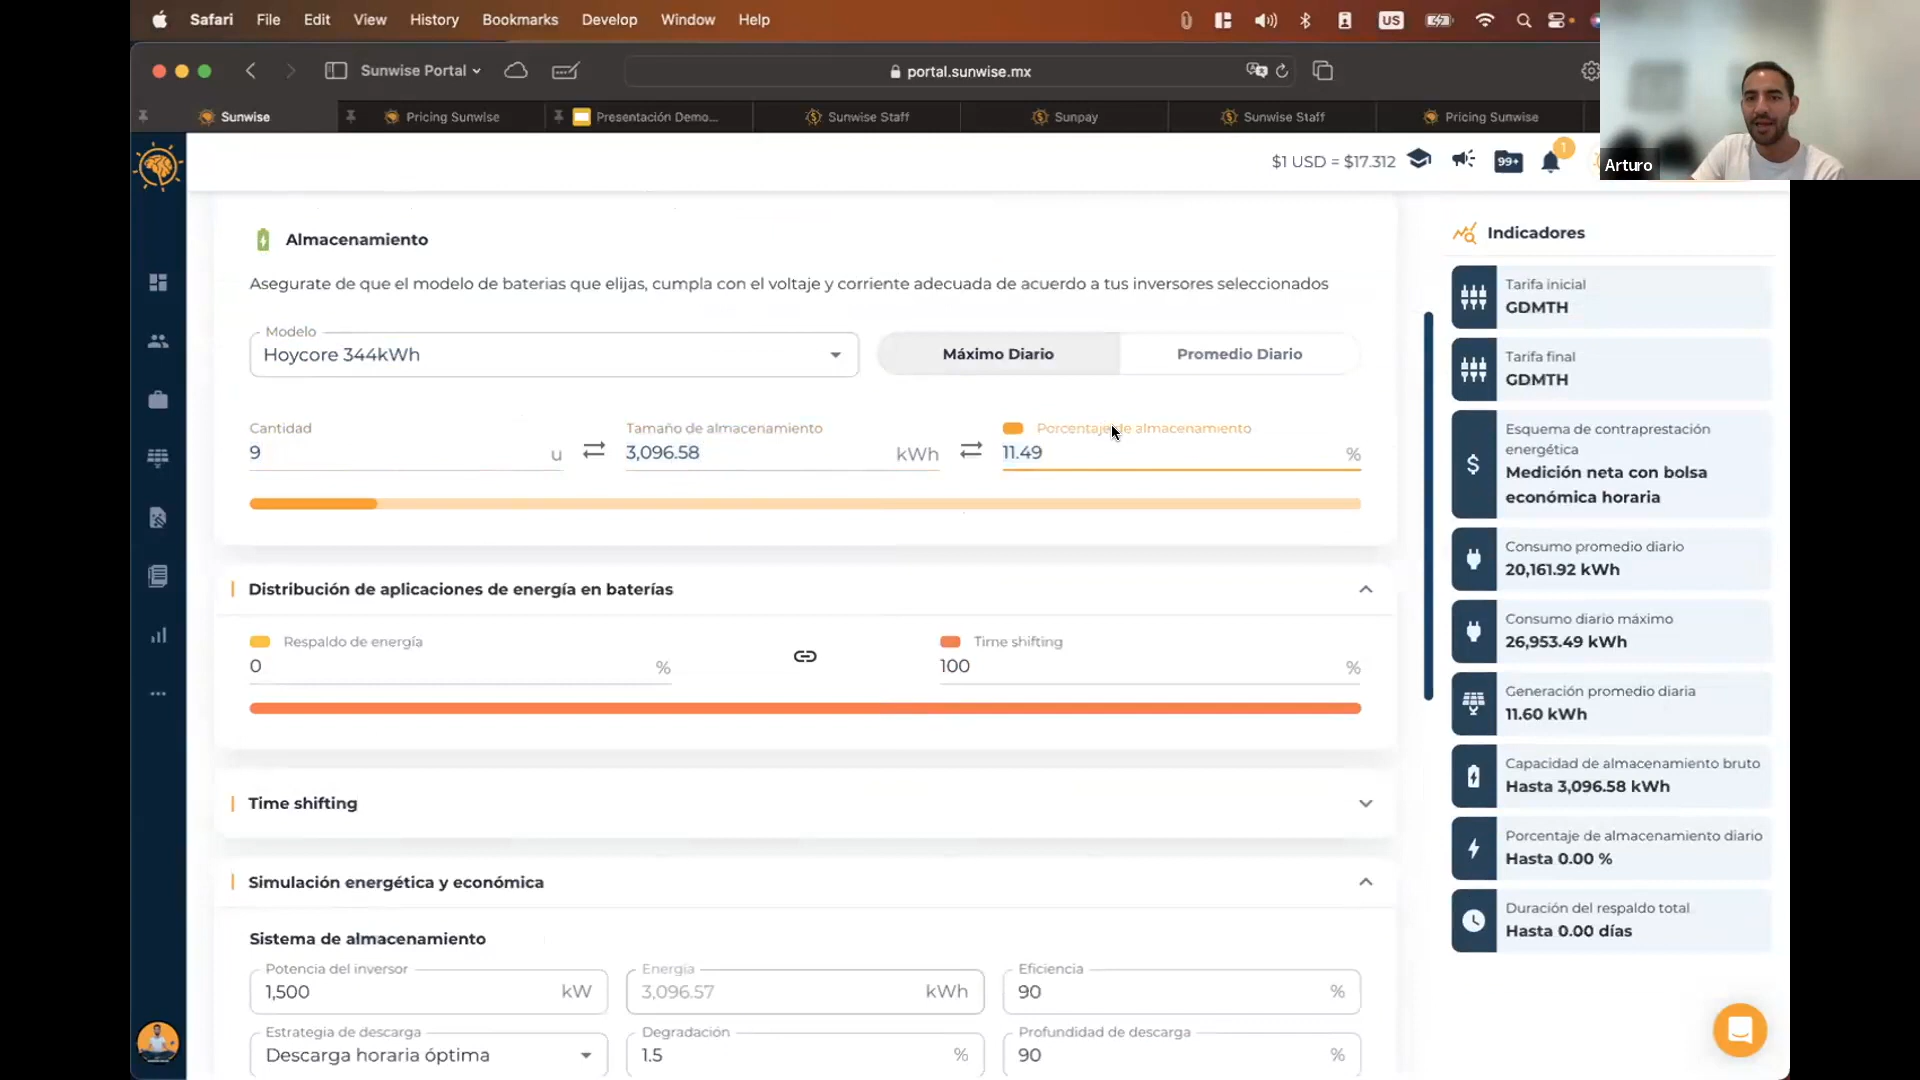 Safari File Edit View History Bookmarks Develop Window Help
US
Sunwise Portal
portal.sunwise.mx
Sunwise
Pricing Sunwise
Presentación Demo...
Sunwise Staff
Sunpay
Sunwise Staff
Pricing Sunwise
Arturo
$1 USD = $17.312
99+
1
Almacenamiento
Asegurate de que el modelo de baterias que elijas, cumpla con el voltaje y corriente adecuada de acuerdo a tus inversores seleccionados
Modelo
Hoycore 344kWh
Máximo Diario
Promedio Diario
Cantidad
9 u
Tamaño de almacenamiento
3,096.58 kWh
Porcentaje de almacenamiento
11.49 %
Distribución de aplicaciones de energía en baterías
Respaldo de energía
0 %
Time shifting
100 %
Time shifting
Simulación energética y económica
Sistema de almacenamiento
Potencia del inversor
1,500 kW
Energía
3,096.57 kWh
Eficiencia
90 %
Estrategia de descarga
Descarga horaria óptima
Degradación
1.5 %
Profundidad de descarga
90 %
Indicadores
Tarifa inicial
GDMTH
Tarifa final
GDMTH
Esquema de contraprestación
energética
Medición neta con bolsa
económica horaria
Consumo promedio diario
20,161.92 kWh
Consumo diario máximo
26,953.49 kWh
Generación promedio diaria
11.60 kWh
Capacidad de almacenamiento bruto
Hasta 3,096.58 kWh
Porcentaje de almacenamiento diario
Hasta 0.00 %
Duración del respaldo total
Hasta 0.00 días